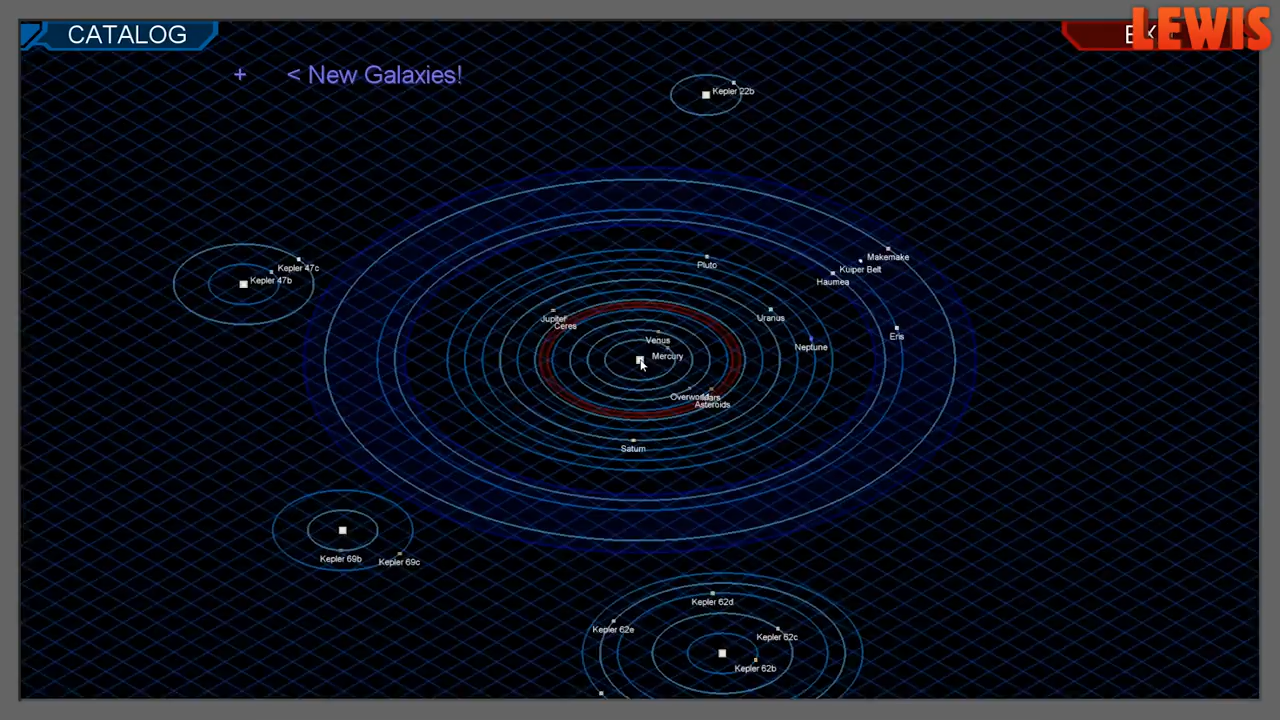 CATALOG
LEWIS
+ < New Galaxies!
Kepler 22b
Makemake
Pluto
Kepler 47c
Kuiper Belt
Kepler 47b
Haumea
Jupiter
Uranus
Ceres
Eris
Venus
Neptune
Mercury
Overworld
Mars
Asteroids
Saturn
Kepler 69b
Kepler 69c
Kepler 62d
Kepler 62e
Kepler 62c
Kepler 62b